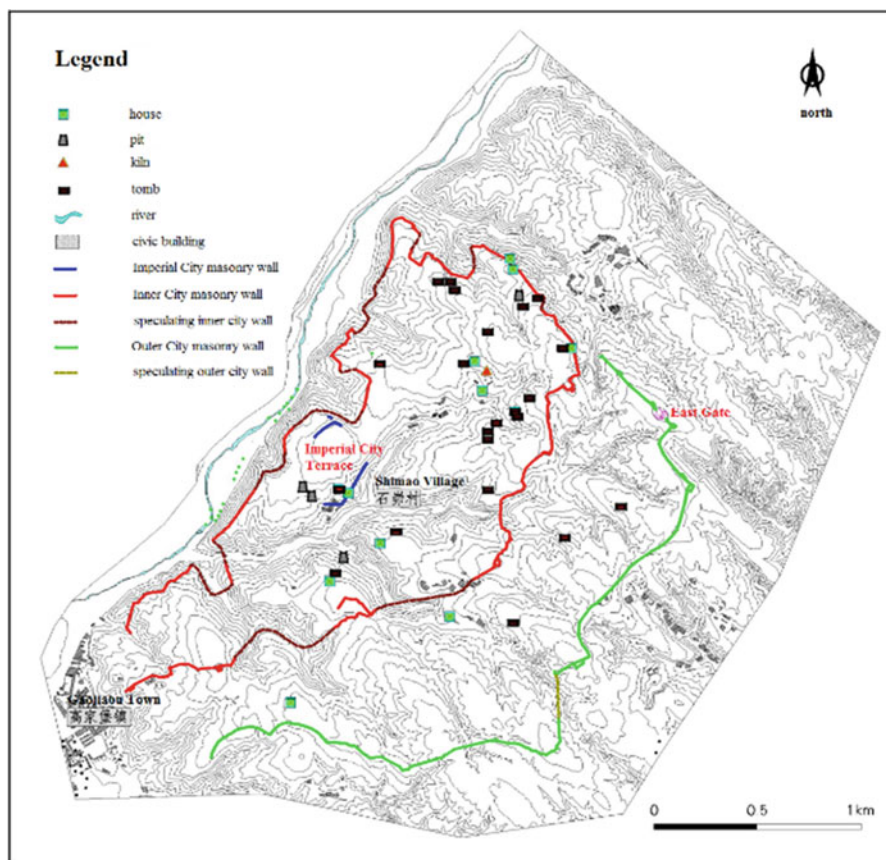 Legend
north
house
pit
kiln
tomb
river
civic building
Imperial City masonry wall
Inner City masonry wall
speculating inner city wall
Outer City masonry wall
speculating outer city wall
East Gate
Imperial City
Terrace
Shimao Village
石峁村
Gaojiabu Town
高家堡镇
0 0.5 1km